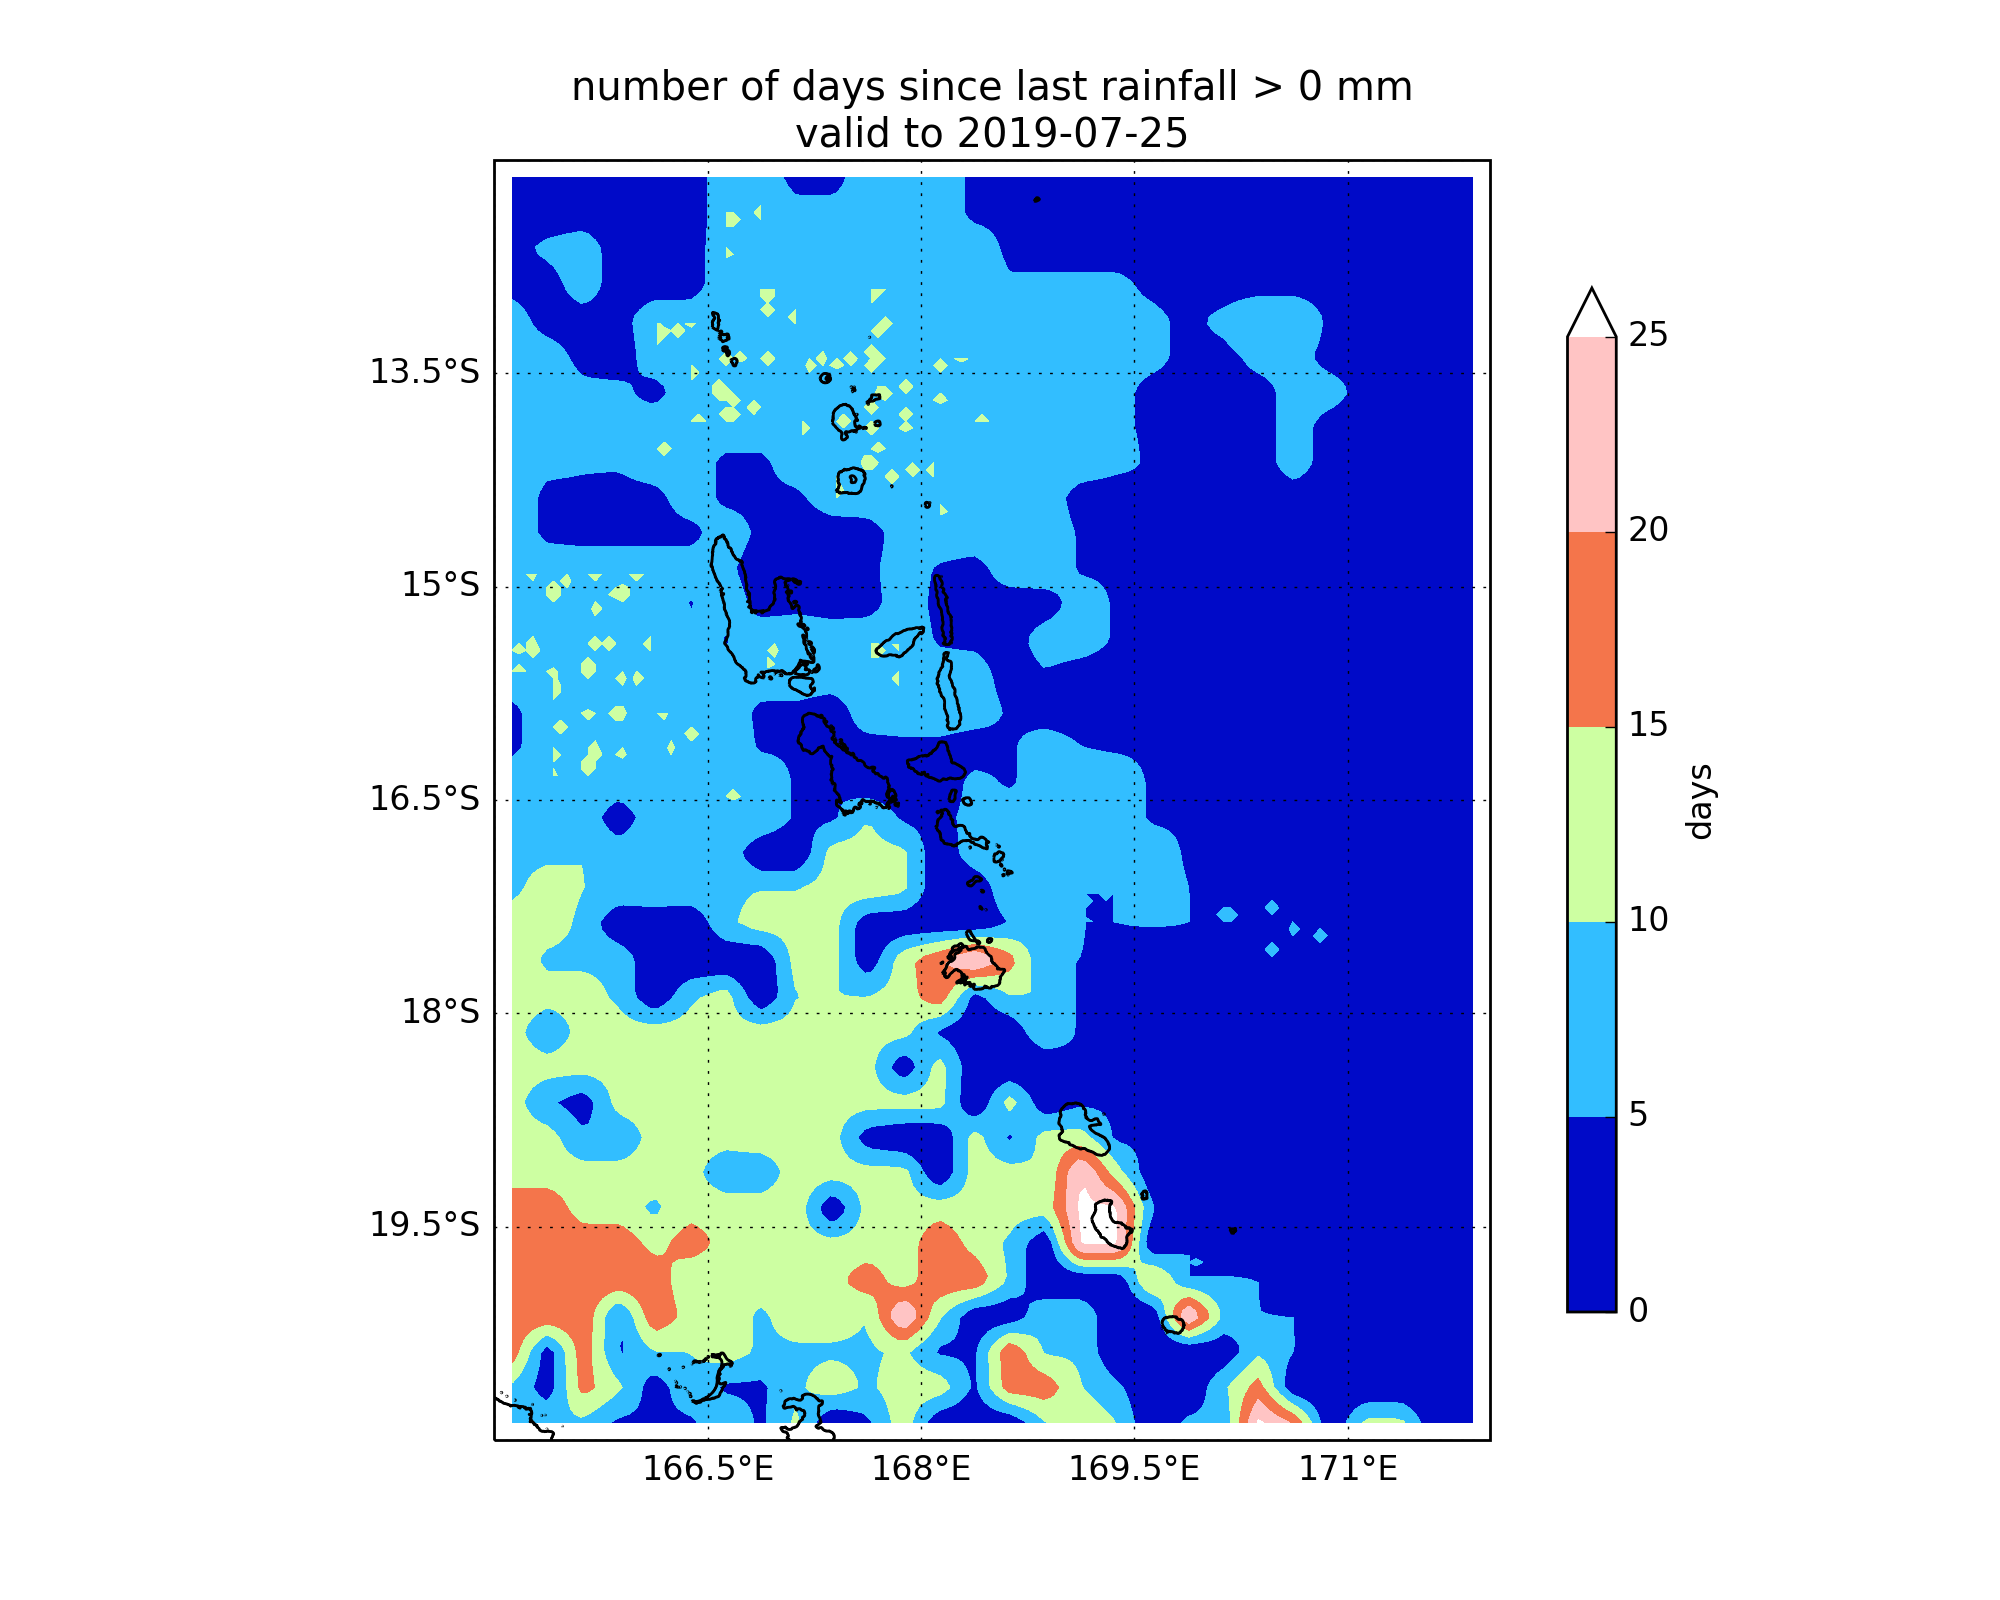 number of days since last rainfall > 0 mm
valid to 2019-07-25
13.5°S
15°S
16.5°S
18°S
19.5°S
166.5°E
168°E
169.5°E
171°E
25
20
15
10
5
0
days